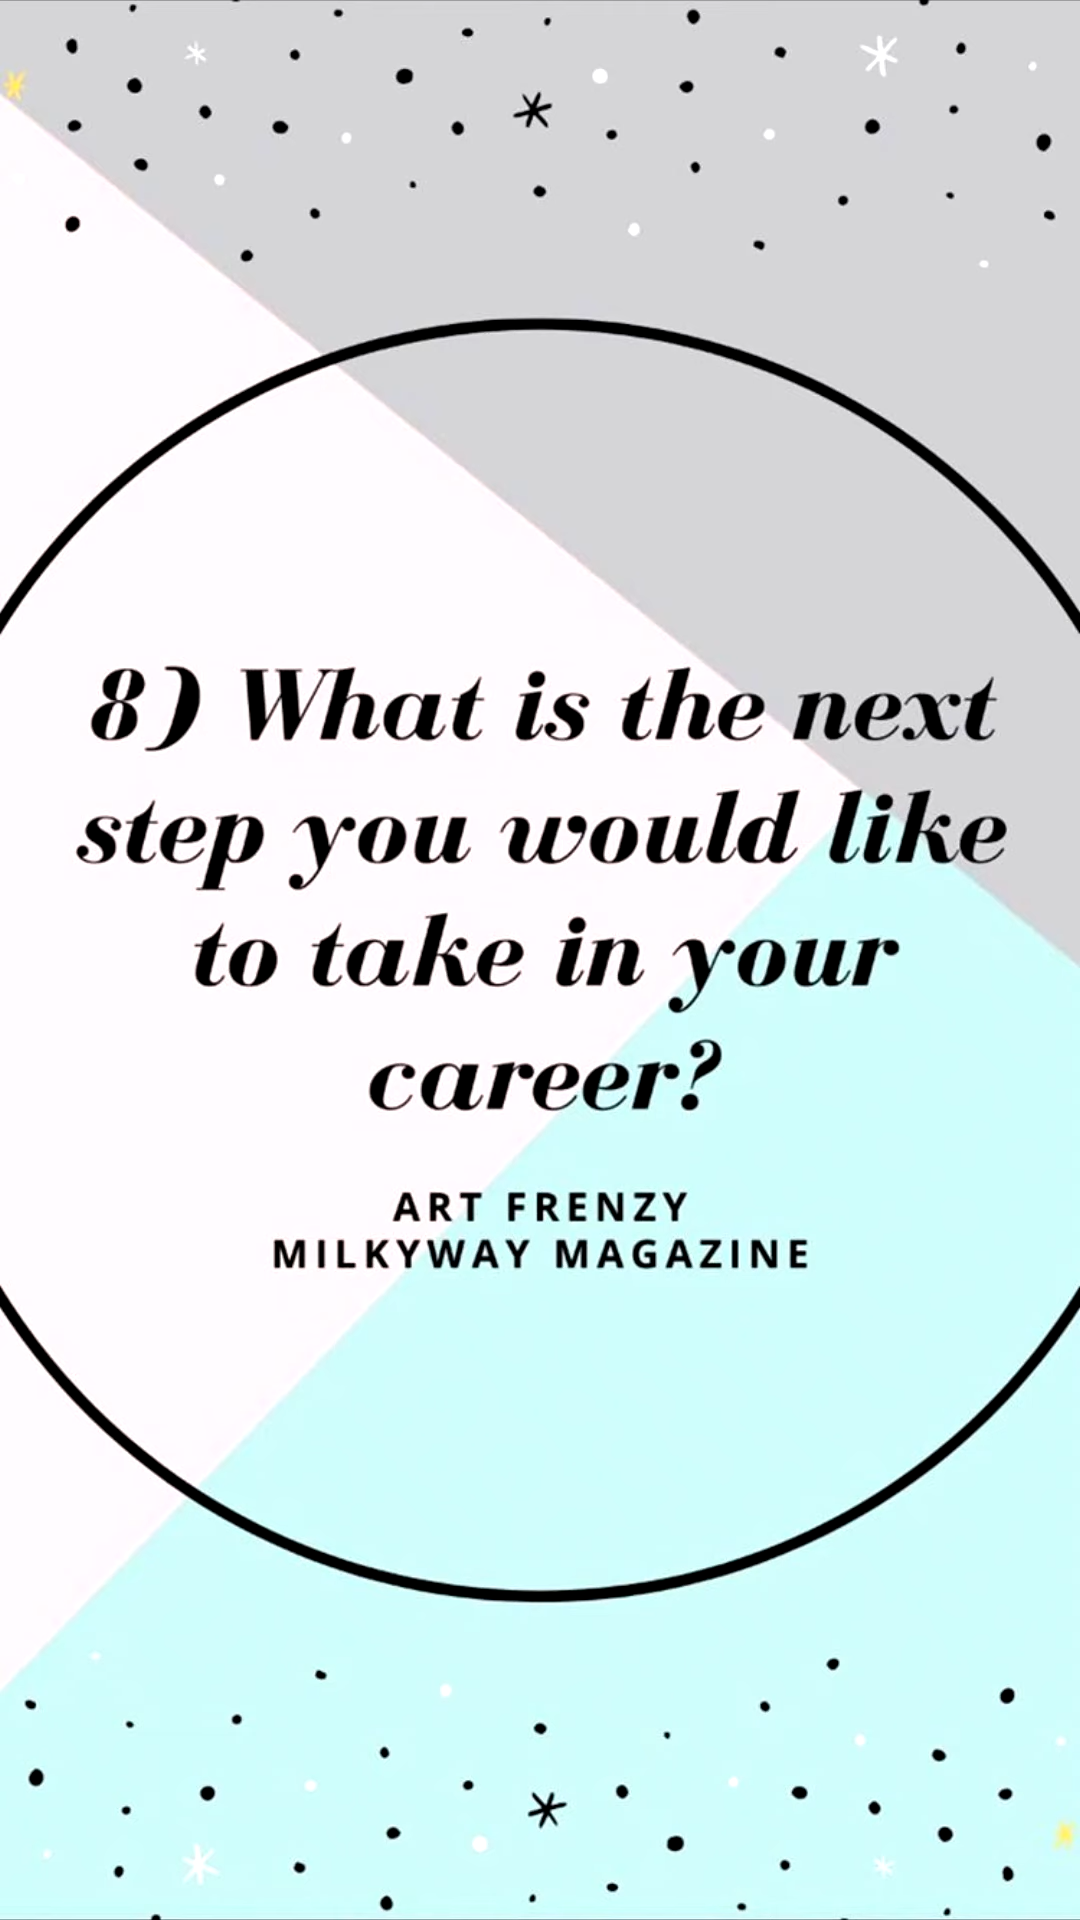 8) What is the next
step you would like
to take in your
career?
ART FRENZY
MILKYWAY MAGAZINE